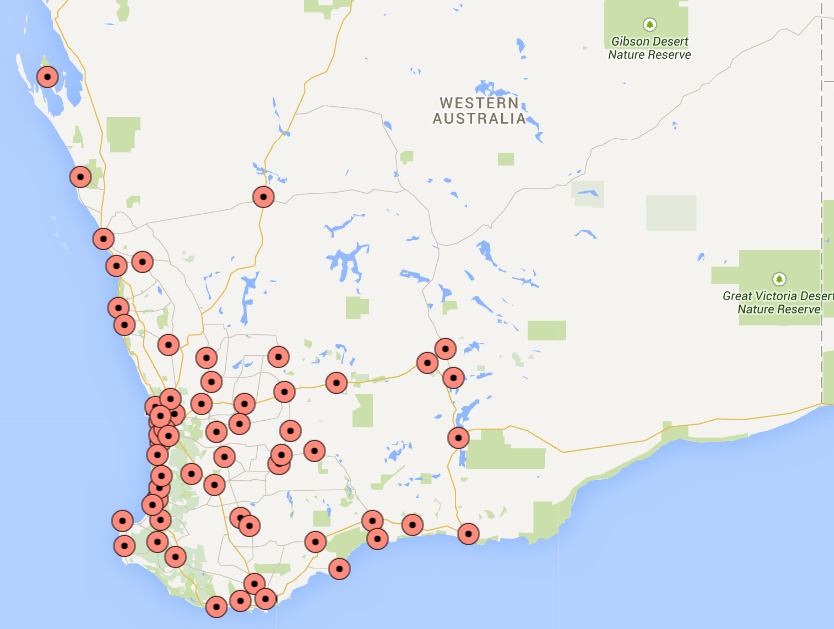 Gibson Desert
Nature Reserve
WESTERN
AUSTRALIA
Great Victoria Desert
Nature Reserve